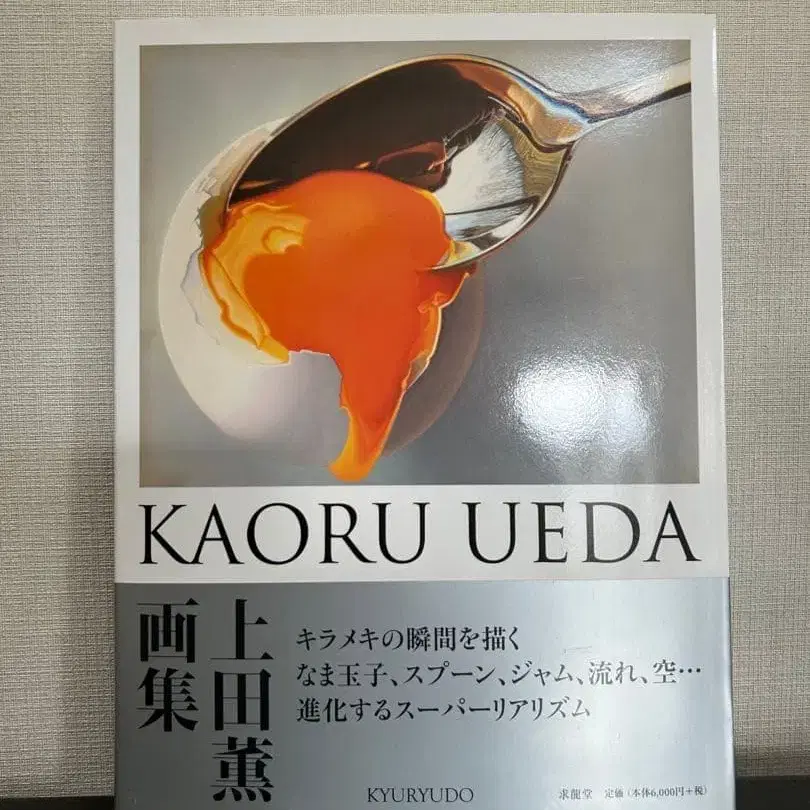 KAORU UEDA
上田薫
画集
キラメキの瞬間を描く
なま玉子、スプーン、ジャム、流れ、空…
進化するスーパーリアリズム
KYURYUDO
求龍堂 定価(本体6,000円+税)